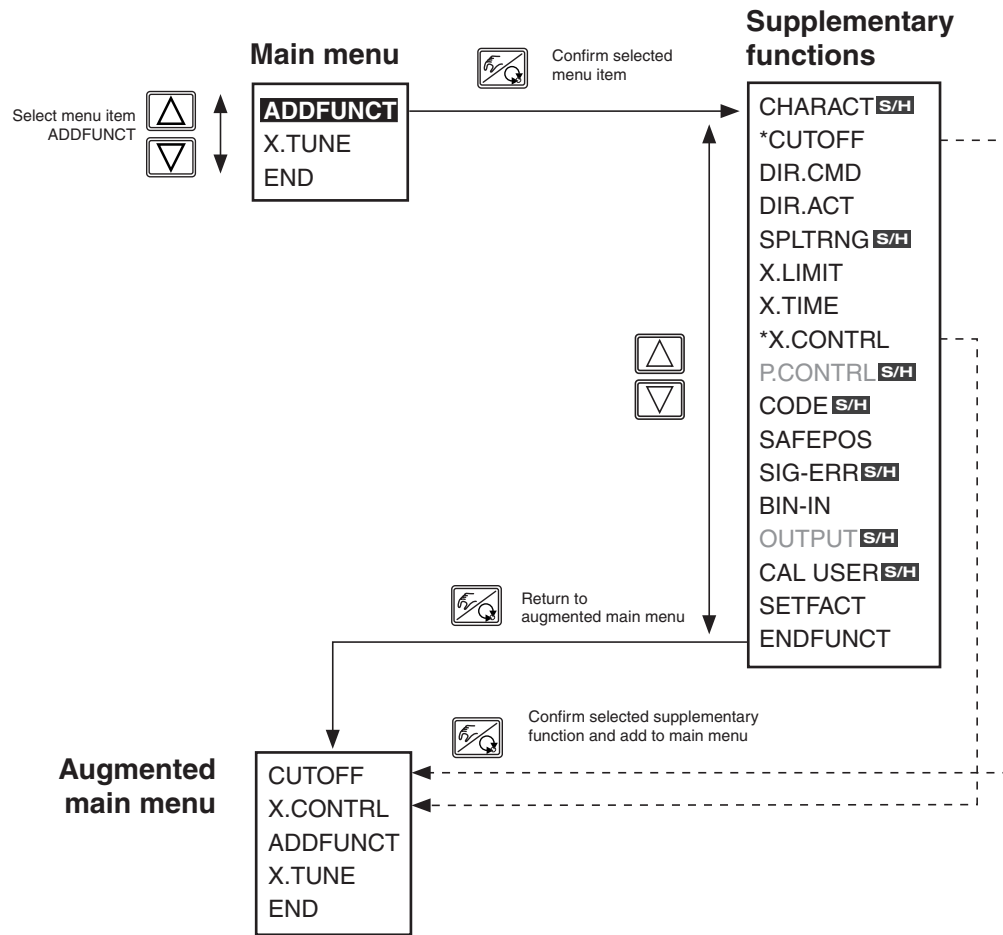 Supplementary
functions
Main menu
Confirm selected
menu item
Select menu item
ADDFUNCT
ADDFUNCT
X.TUNE
END
CHARACT S/H
*CUTOFF
DIR.CMD
DIR.ACT
SPLTRNG S/H
X.LIMIT
X.TIME
*X.CONTRL
P.CONTRL S/H
CODE S/H
SAFEPOS
SIG-ERR S/H
BIN-IN
OUTPUT S/H
CAL USER S/H
SETFACT
ENDFUNCT
Return to
augmented main menu
Confirm selected supplementary
function and add to main menu
Augmented
main menu
CUTOFF
X.CONTRL
ADDFUNCT
X.TUNE
END